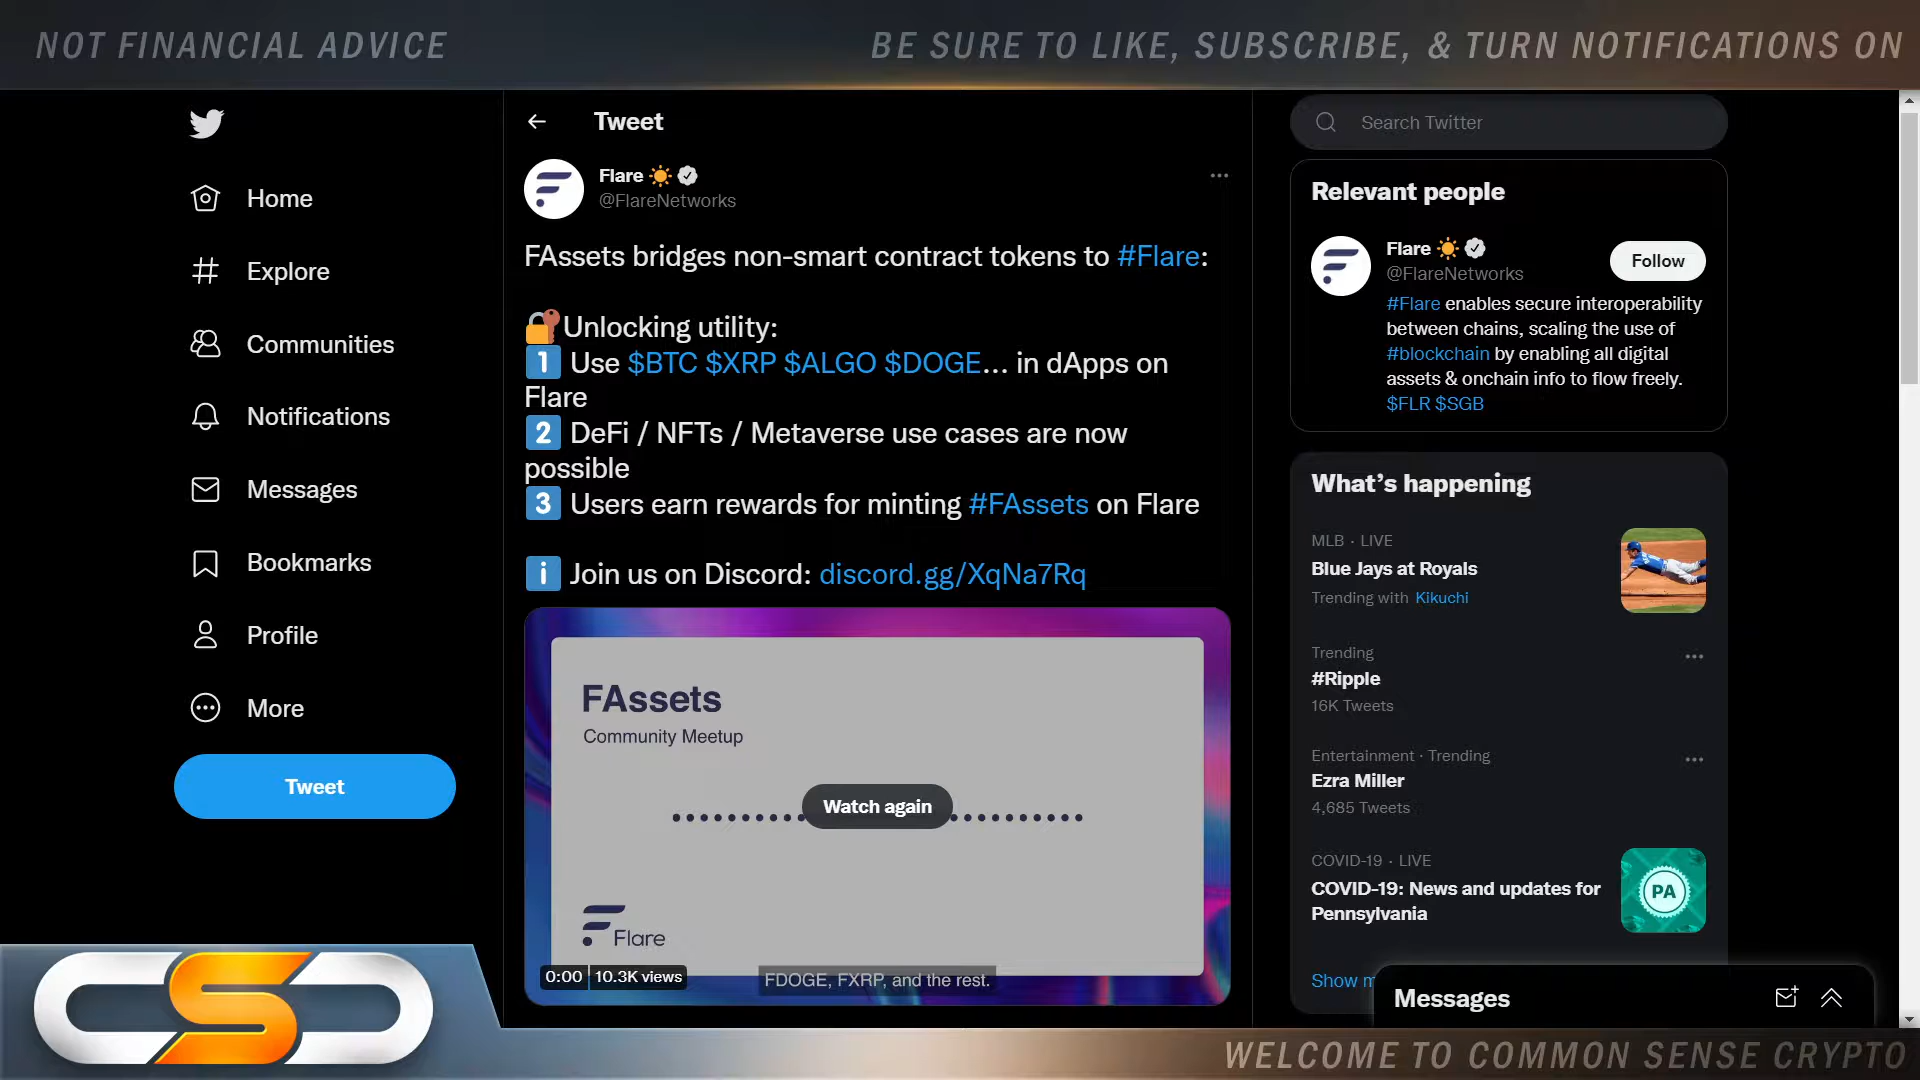 NOT FINANCIAL ADVICE
BE SURE TO LIKE, SUBSCRIBE, & TURN NOTIFICATIONS ON
Home
Explore
Communities
Notifications
Messages
Bookmarks
Profile
More
Tweet
Tweet
Flare
@FlareNetworks
FAssets bridges non-smart contract tokens to #Flare:
Unlocking utility:
1 Use $BTC $XRP $ALGO $DOGE... in dApps on
Flare
2 DeFi / NFTs / Metaverse use cases are now
possible
3 Users earn rewards for minting #FAssets on Flare
i Join us on Discord: discord.gg/XqNa7Rq
FAssets
Community Meetup
Watch again
Flare
0:00 10.3K views
FDOGE, FXRP, and the rest.
Search Twitter
Relevant people
Flare
@FlareNetworks
Follow
#Flare enables secure interoperability
between chains, scaling the use of
#blockchain by enabling all digital
assets & onchain info to flow freely.
$FLR $SGB
What's happening
MLB · LIVE
Blue Jays at Royals
Trending with Kikuchi
Trending
#Ripple
16K Tweets
Entertainment · Trending
Ezra Miller
4,685 Tweets
COVID-19 · LIVE
COVID-19: News and updates for
Pennsylvania
PA
Show
Messages
CSC
WELCOME TO COMMON SENSE CRYPTO